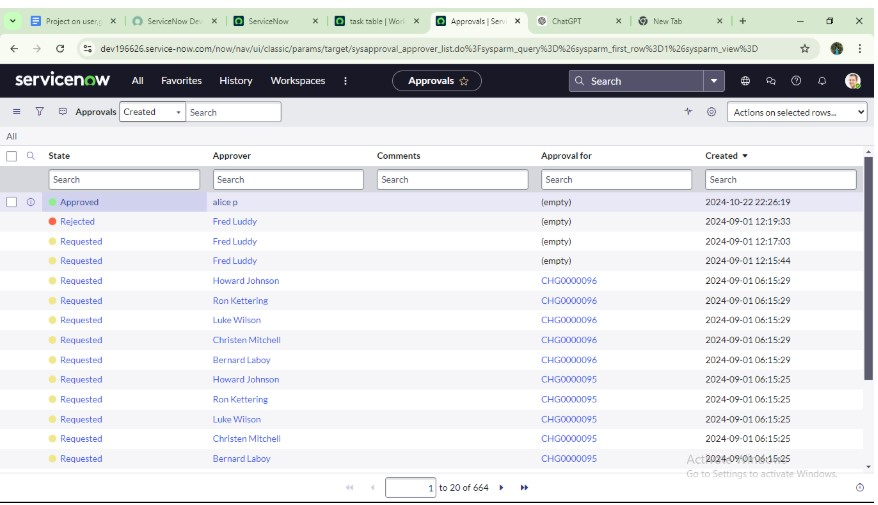 Project on user, g
ServiceNow Dev
ServiceNow
task table | Work
Approvals | Serv
ChatGPT
New Tab
dev196626.service-now.com/now/nav/ui/classic/params/target/sysapproval_approver_list.do%3Fsysparm_query%3D%26sysparm_first_row%3D1%26sysparm_view%3D
servicenow All Favorites History Workspaces Approvals Search
Approvals Created Search Actions on selected rows...
All
State Approver Comments Approval for Created
Search Search Search Search Search
Approved alice p (empty) 2024-10-22 22:26:19
Rejected Fred Luddy (empty) 2024-09-01 12:19:33
Requested Fred Luddy (empty) 2024-09-01 12:17:03
Requested Fred Luddy (empty) 2024-09-01 12:15:44
Requested Howard Johnson CHG0000096 2024-09-01 06:15:29
Requested Ron Kettering CHG0000096 2024-09-01 06:15:29
Requested Luke Wilson CHG0000096 2024-09-01 06:15:29
Requested Christen Mitchell CHG0000096 2024-09-01 06:15:29
Requested Bernard Laboy CHG0000096 2024-09-01 06:15:29
Requested Howard Johnson CHG0000095 2024-09-01 06:15:25
Requested Ron Kettering CHG0000095 2024-09-01 06:15:25
Requested Luke Wilson CHG0000095 2024-09-01 06:15:25
Requested Christen Mitchell CHG0000095 2024-09-01 06:15:25
Requested Bernard Laboy CHG0000095 2024-09-01 06:15:25
Activate Windows
Go to Settings to activate Windows.
1 to 20 of 664